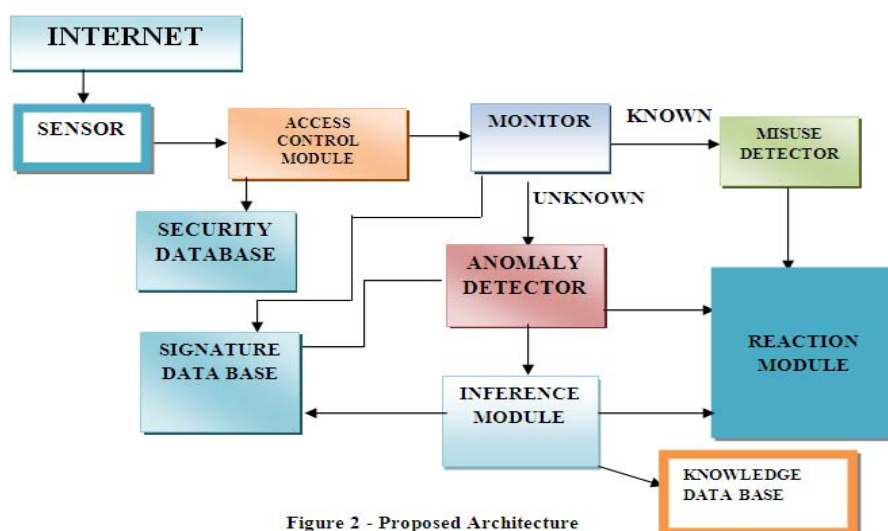 INTERNET
SENSOR
ACCESS
CONTROL
MODULE
MONITOR
KNOWN
MISUSE
DETECTOR
UNKNOWN
SECURITY
DATABASE
ANOMALY
DETECTOR
SIGNATURE
DATA BASE
REACTION
MODULE
INFERENCE
MODULE
KNOWLEDGE
DATA BASE
Figure 2 - Proposed Architecture